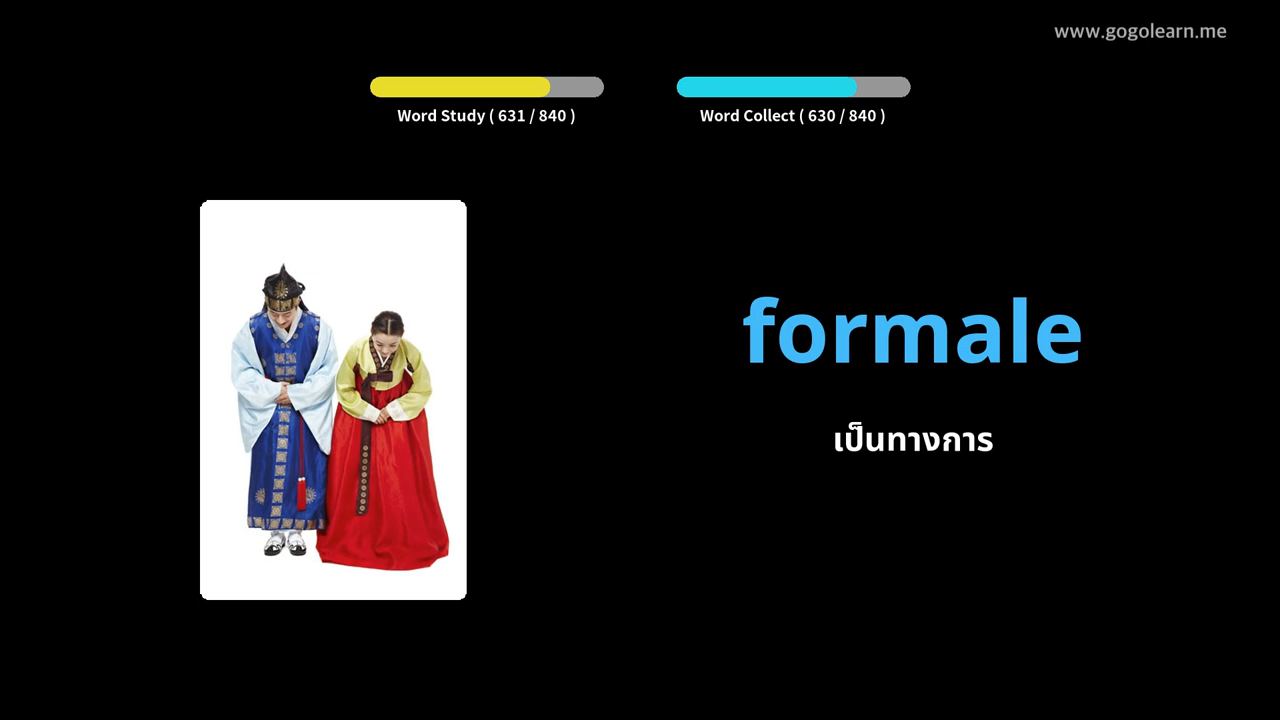 www.gogolearn.me
Word Study ( 631 / 840 )
Word Collect ( 630 / 840 )
formale
เป็นทางการ